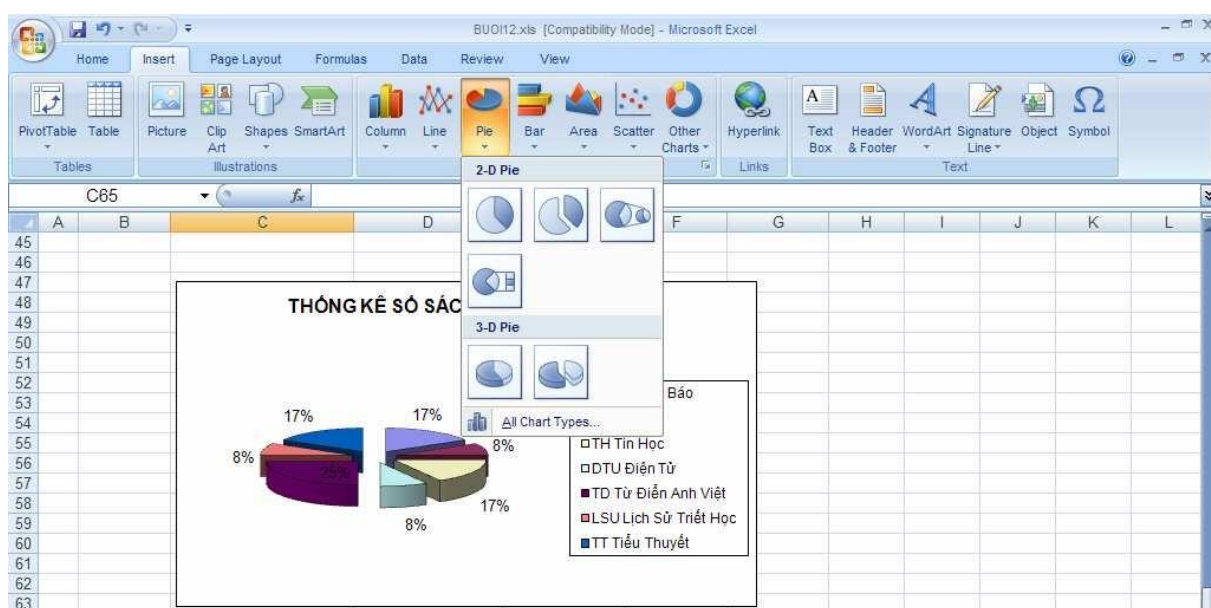 BUOI12.xls [Compatibility Mode] - Microsoft Excel
Home Insert Page Layout Formulas Data Review View
PivotTable Table Picture Clip Art Shapes SmartArt Column Line Pie Bar Area Scatter Other Charts Hyperlink Text Box Header & Footer WordArt Signature Line Object Symbol
Tables Illustrations Links Text
2-D Pie
C65 fx
A B C D F G H I J K L
45
46
47
48 THỐNG KÊ SỐ SÁC
49 3-D Pie
50
51
52
53 Báo
54 17% 17% All Chart Types...
55 8% TH Tin Học
56 8% 25% DTU Điện Tử
57 TD Từ Điển Anh Việt
58 17%
59 8% LSU Lịch Sử Triết Học
60 TT Tiểu Thuyết
61
62
63